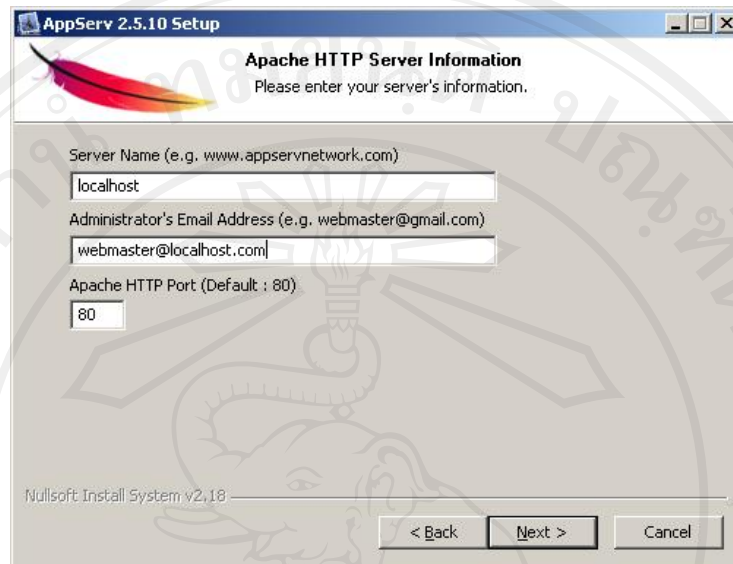 AppServ 2.5.10 Setup
Apache HTTP Server Information
Please enter your server's information.
Server Name (e.g. www.appservnetwork.com)
localhost
Administrator's Email Address (e.g. webmaster@gmail.com)
webmaster@localhost.com
Apache HTTP Port (Default : 80)
80
Nullsoft Install System v2.18
< Back Next > Cancel